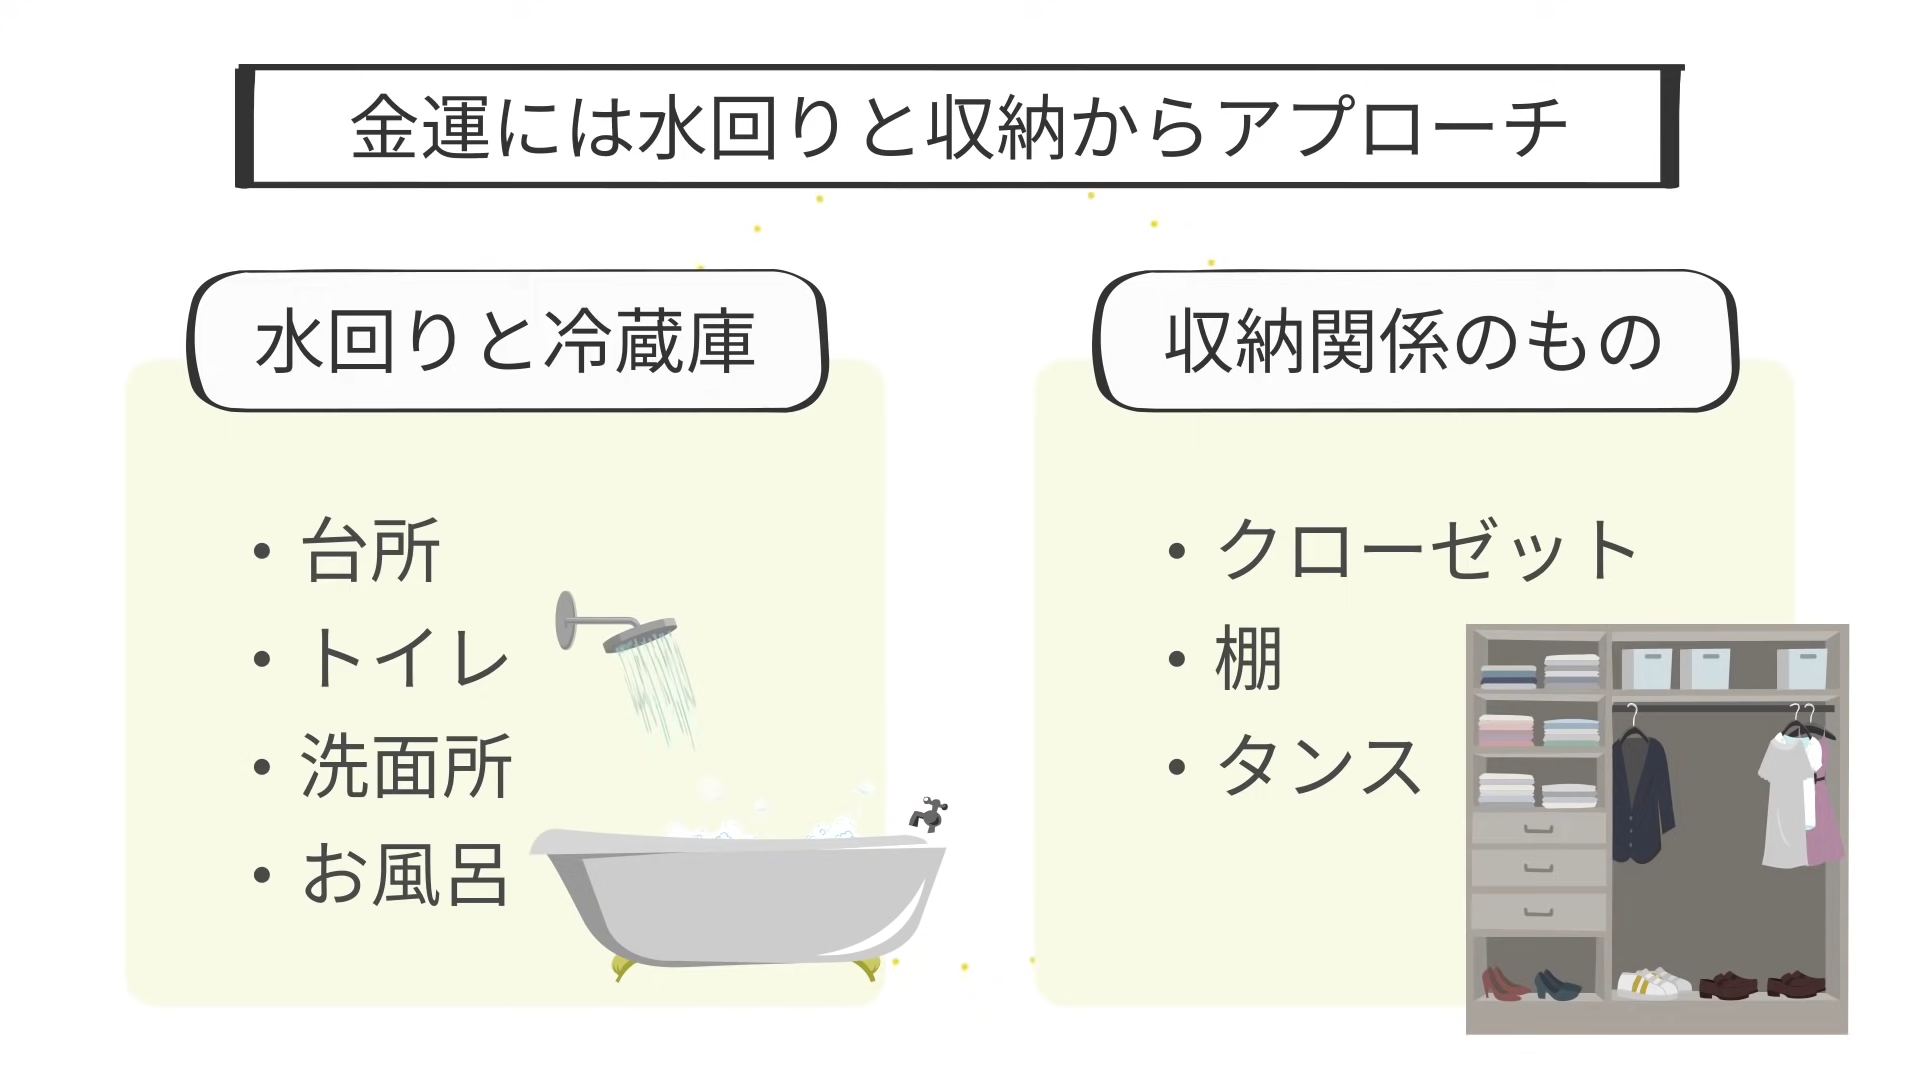 金運には水回りと収納からアプローチ
水回りと冷蔵庫
・台所
・トイレ
・洗面所
・お風呂
収納関係のもの
・クローゼット
・棚
・タンス